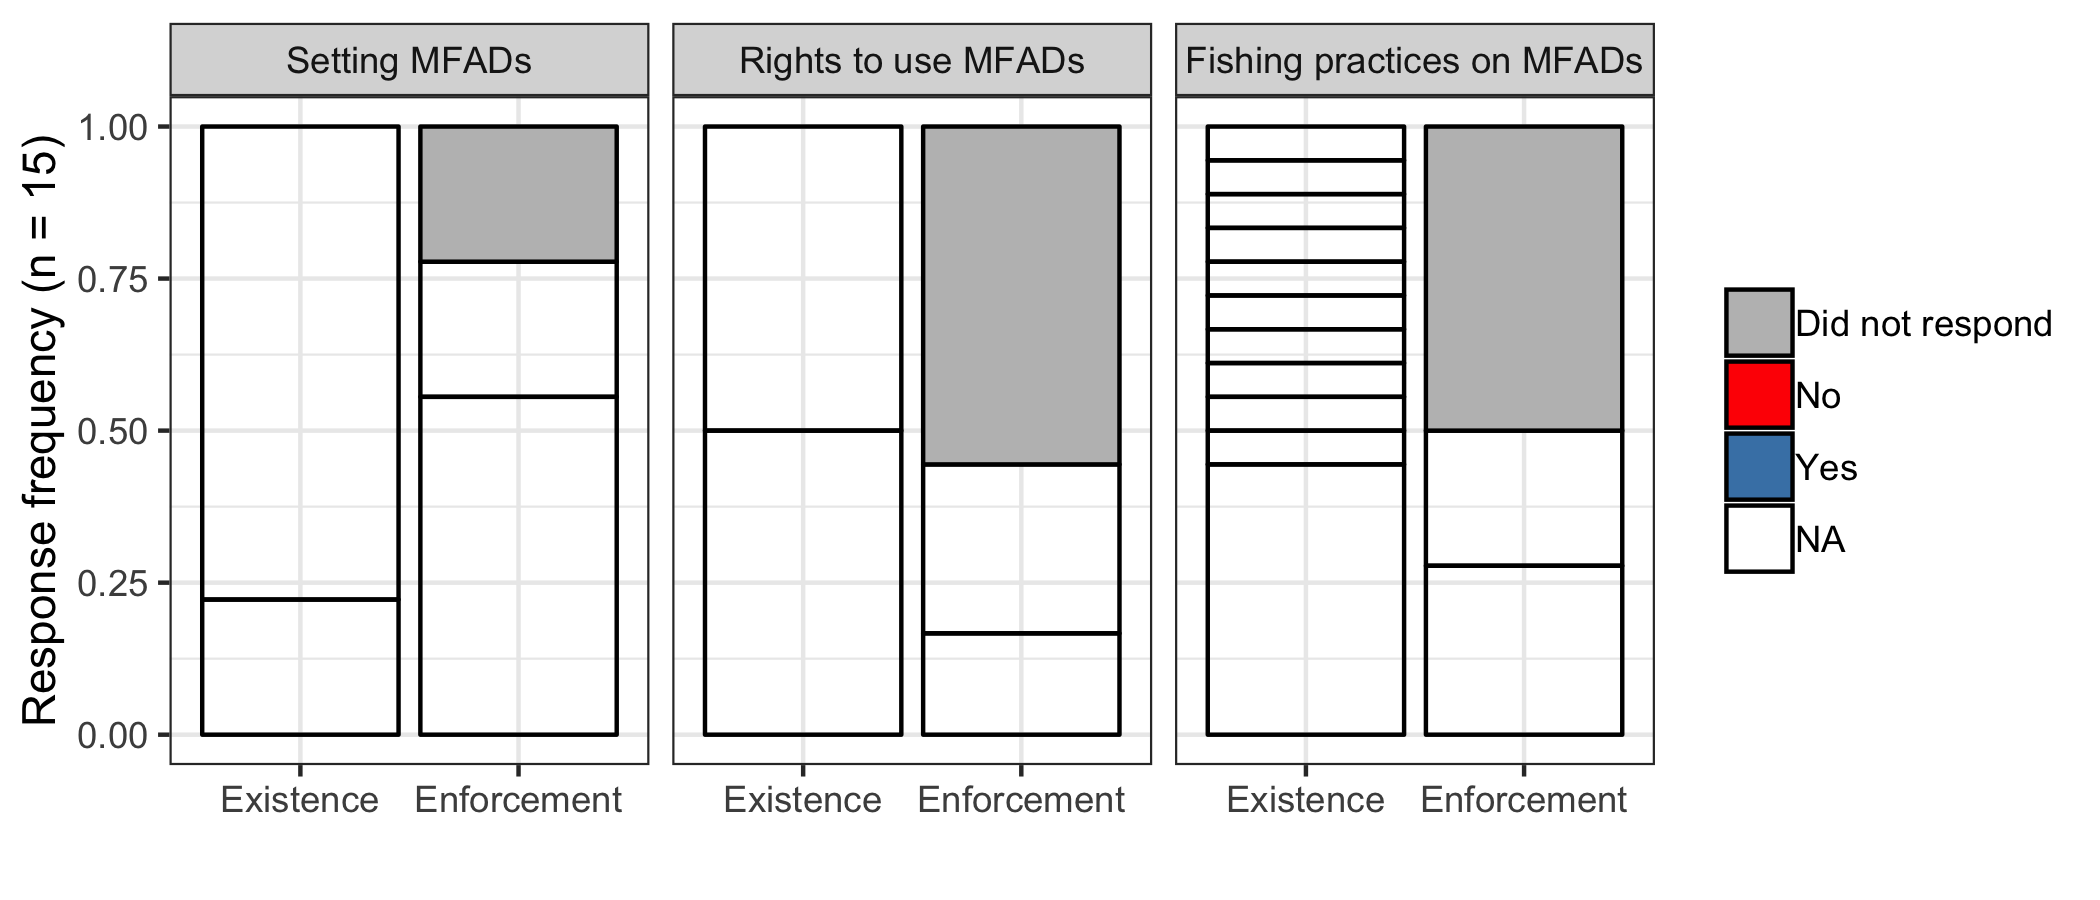 Setting MFADs
Rights to use MFADs
Fishing practices on MFADs
Response frequency (n = 15)
1.00
0.75
0.50
0.25
0.00
Existence
Enforcement
Existence
Enforcement
Existence
Enforcement
Did not respond
No
Yes
NA